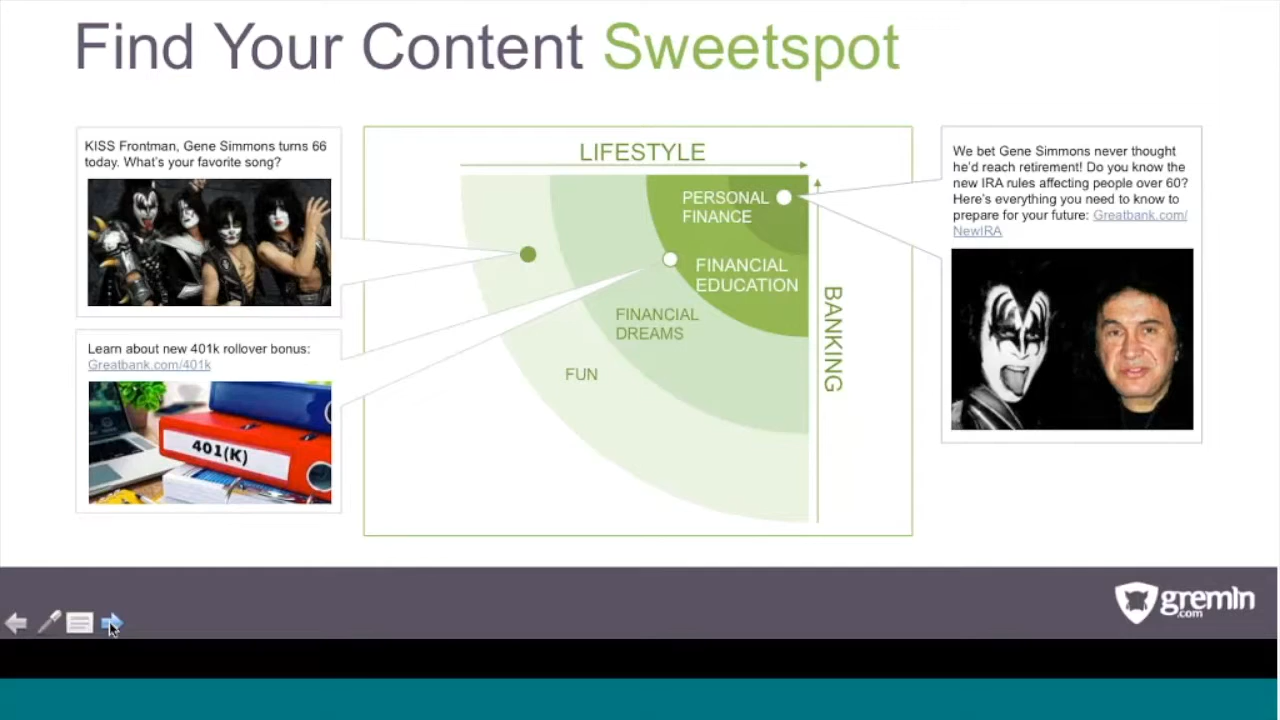 Find Your Content Sweetspot
KISS Frontman, Gene Simmons turns 66
today. What's your favorite song?
Learn about new 401k rollover bonus:
Greatbank.com/401k
401(K)
LIFESTYLE
PERSONAL
FINANCE
FINANCIAL
EDUCATION
FINANCIAL
DREAMS
FUN
BANKING
We bet Gene Simmons never thought
he'd reach retirement! Do you know the
new IRA rules affecting people over 60?
Here's everything you need to know to
prepare for your future: Greatbank.com/
NewIRA
gremln
.com